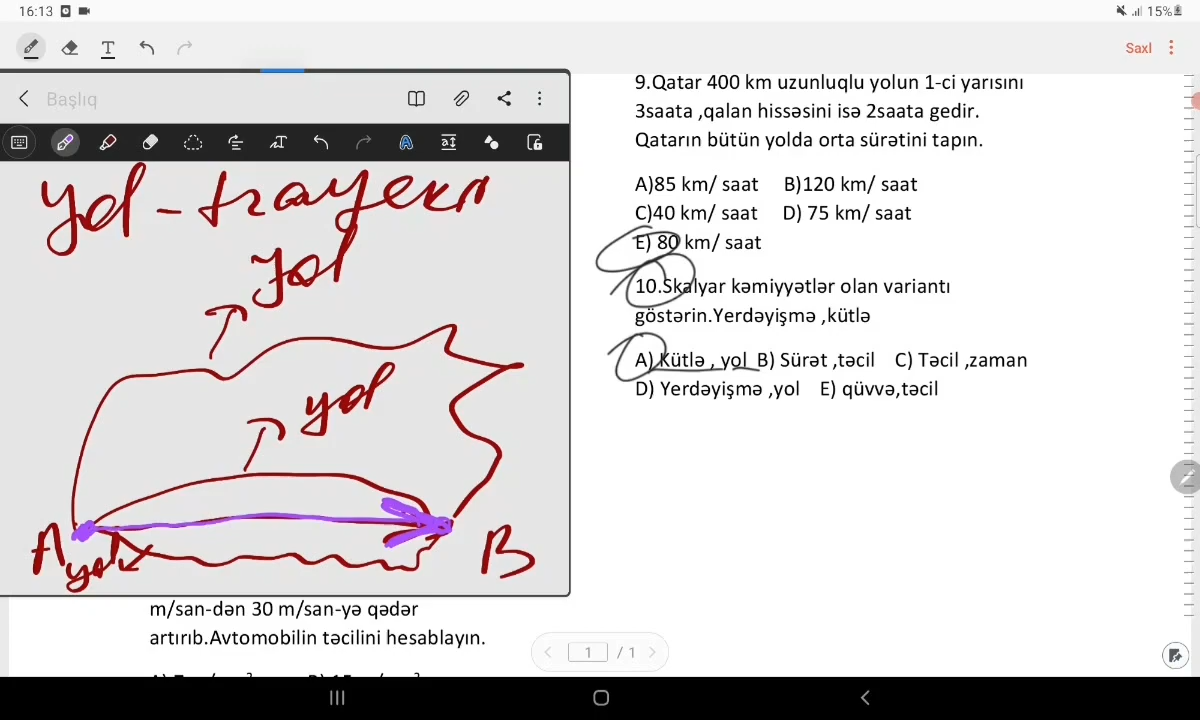 16:13
15%
Saxl
Başlıq
yol - trayek
yol
yol
A
yol
B
m/san-dən 30 m/san-yə qədər
artırıb.Avtomobilin təcilini hesablayın.
9.Qatar 400 km uzunluqlu yolun 1-ci yarısını
3saata ,qalan hissəsini isə 2saata gedir.
Qatarın bütün yolda orta sürətini tapın.
A)85 km/ saat B)120 km/ saat
C)40 km/ saat D) 75 km/ saat
E) 80 km/ saat
10.Skalyar kəmiyyətlər olan variantı
göstərin.Yerdəyişmə ,kütlə
A) Kütlə , yol B) Sürət ,təcil C) Təcil ,zaman
D) Yerdəyişmə ,yol E) qüvvə,təcil
1 / 1